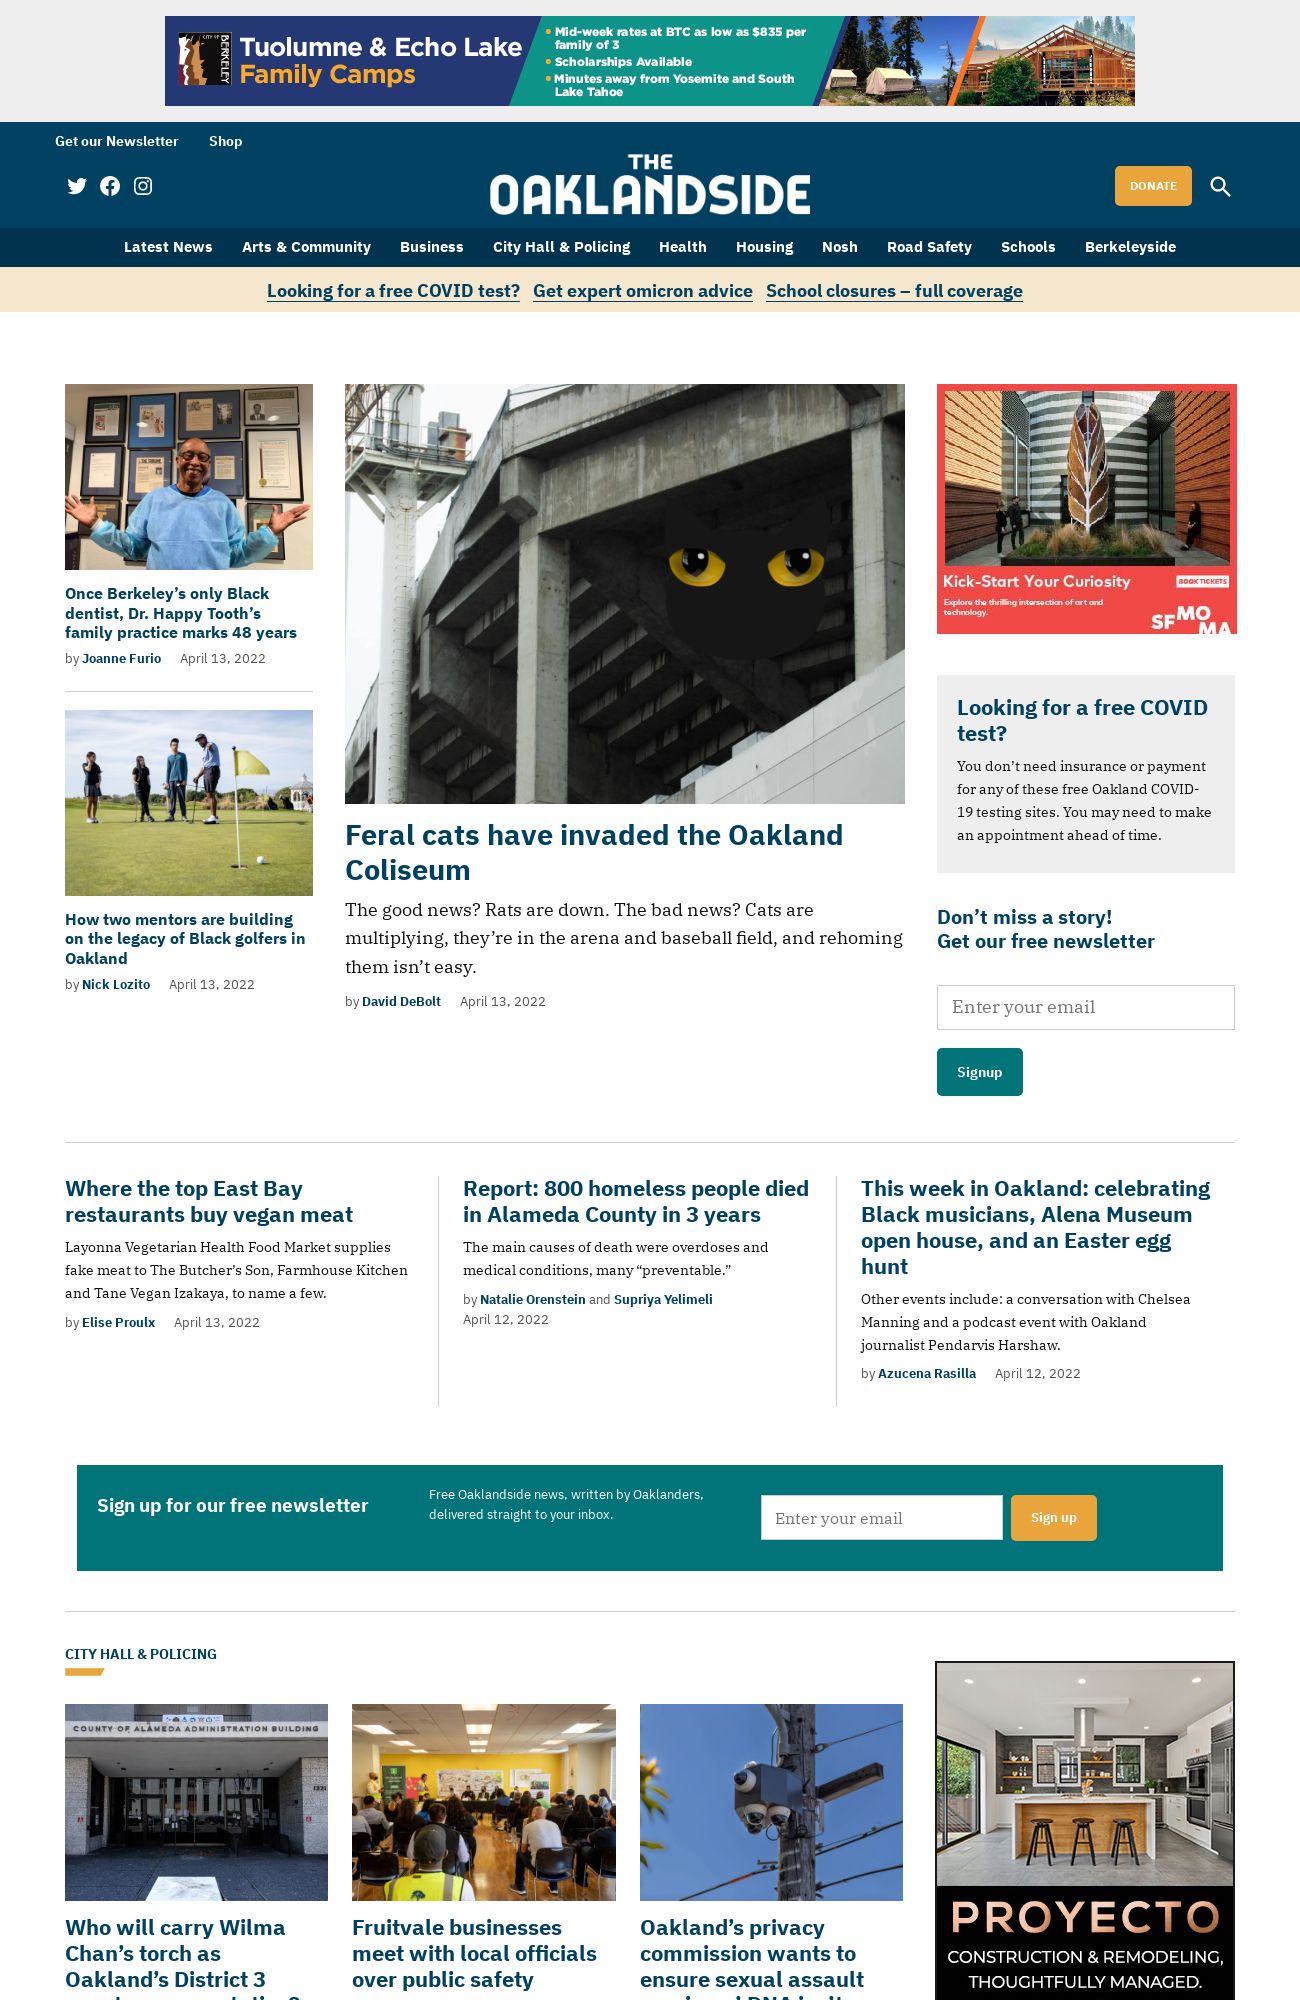 CITY OF BERKELEY
Tuolumne & Echo Lake
Family Camps
• Mid-week rates at BTC as low as $835 per
family of 3
• Scholarships Available
• Minutes away from Yosemite and South
Lake Tahoe
Get our Newsletter Shop
THE
OAKLANDSIDE
DONATE
Latest News Arts & Community Business City Hall & Policing Health Housing Nosh Road Safety Schools Berkeleyside
Looking for a free COVID test? Get expert omicron advice School closures – full coverage
Once Berkeley’s only Black
dentist, Dr. Happy Tooth’s
family practice marks 48 years
by Joanne Furio April 13, 2022
How two mentors are building
on the legacy of Black golfers in
Oakland
by Nick Lozito April 13, 2022
Feral cats have invaded the Oakland
Coliseum
The good news? Rats are down. The bad news? Cats are
multiplying, they’re in the arena and baseball field, and rehoming
them isn’t easy.
by David DeBolt April 13, 2022
Kick-Start Your Curiosity
BOOK TICKETS
Explore the thrilling intersection of art and
technology.
SFMO
MA
Looking for a free COVID
test?
You don’t need insurance or payment
for any of these free Oakland COVID-
19 testing sites. You may need to make
an appointment ahead of time.
Don’t miss a story!
Get our free newsletter
Enter your email
Signup
Where the top East Bay
restaurants buy vegan meat
Layonna Vegetarian Health Food Market supplies
fake meat to The Butcher’s Son, Farmhouse Kitchen
and Tane Vegan Izakaya, to name a few.
by Elise Proulx April 13, 2022
Report: 800 homeless people died
in Alameda County in 3 years
The main causes of death were overdoses and
medical conditions, many “preventable.”
by Natalie Orenstein and Supriya Yelimeli
April 12, 2022
This week in Oakland: celebrating
Black musicians, Alena Museum
open house, and an Easter egg
hunt
Other events include: a conversation with Chelsea
Manning and a podcast event with Oakland
journalist Pendarvis Harshaw.
by Azucena Rasilla April 12, 2022
Sign up for our free newsletter
Free Oaklandside news, written by Oaklanders,
delivered straight to your inbox.
Enter your email
Sign up
CITY HALL & POLICING
COUNTY OF ALAMEDA ADMINISTRATION BUILDING
1221
Who will carry Wilma
Chan’s torch as
Oakland’s District 3
Fruitvale businesses
meet with local officials
over public safety
Oakland’s privacy
commission wants to
ensure sexual assault
PROYECTO
CONSTRUCTION & REMODELING,
THOUGHTFULLY MANAGED.